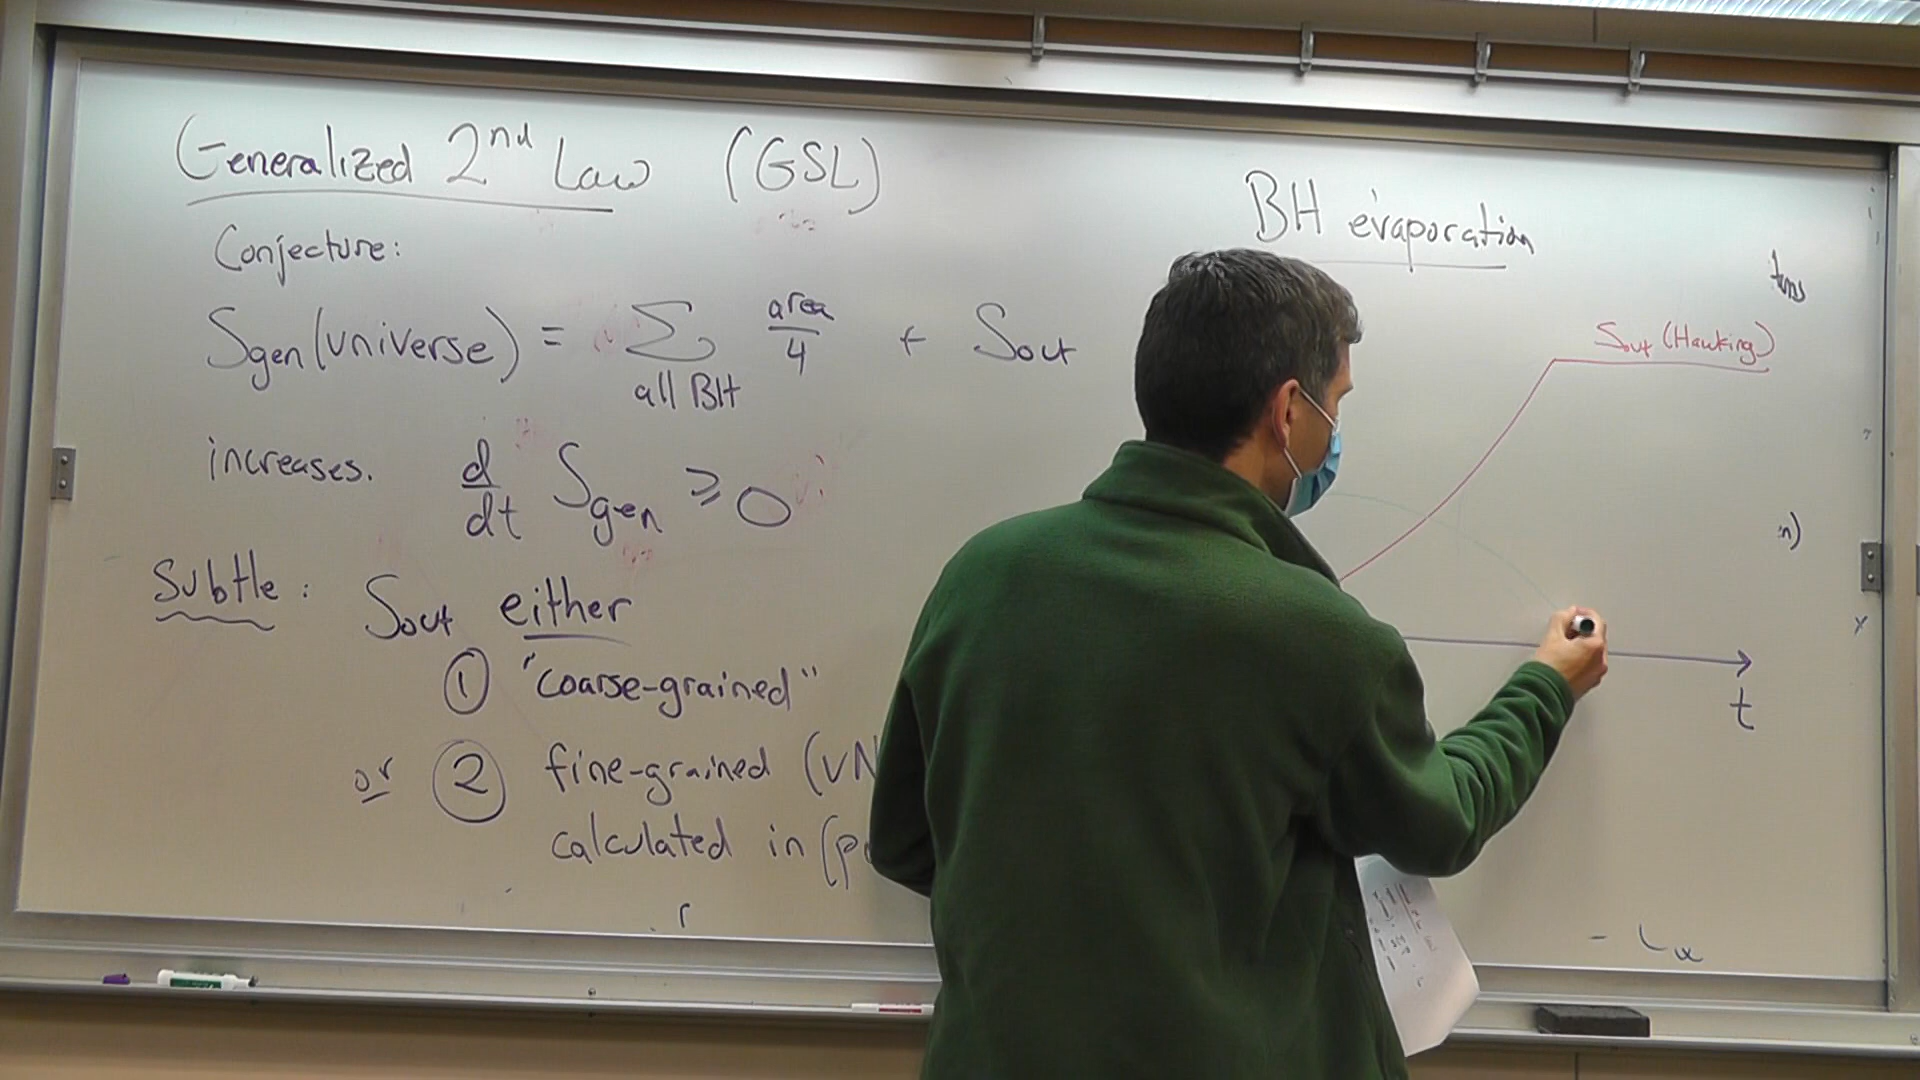 Generalized 2nd Law (GSL)
Conjecture:
Sgen(universe) = Σ all BH area/4 + Sout
increases. d/dt Sgen ≥ 0
Subtle: Sout either
① "coarse-grained"
or ② fine-grained (vN
calculated in (p
BH evaporation
Sout (Hawking)
t